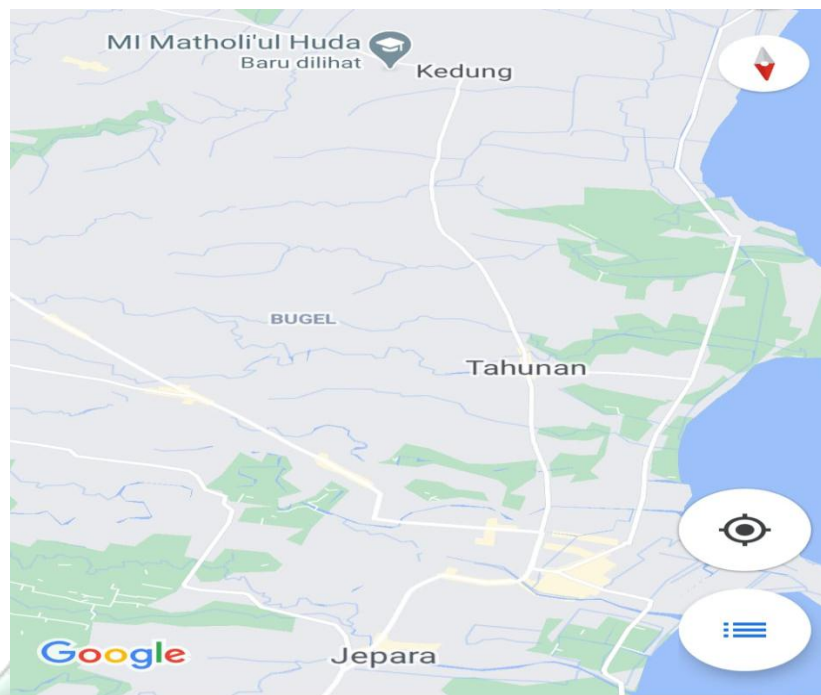 MI Matholi'ul Huda
Baru dilihat
Kedung
BUGEL
Tahunan
Google
Jepara